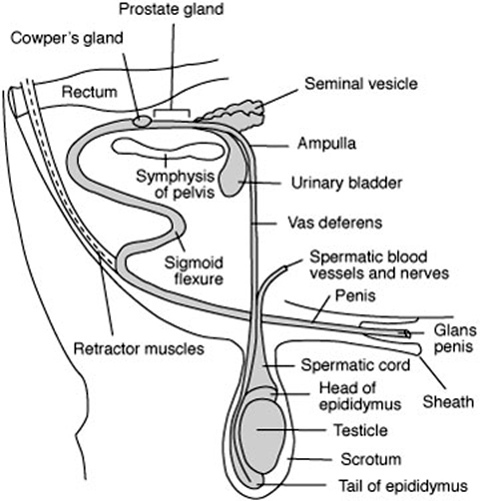 Prostate gland
Cowper's gland
Rectum
Seminal vesicle
Ampulla
Symphysis
of pelvis
Urinary bladder
Vas deferens
Sigmoid
flexure
Spermatic blood
vessels and nerves
Penis
Retractor muscles
Glans
penis
Spermatic cord
Head of
epididymus
Sheath
Testicle
Scrotum
Tail of epididymus